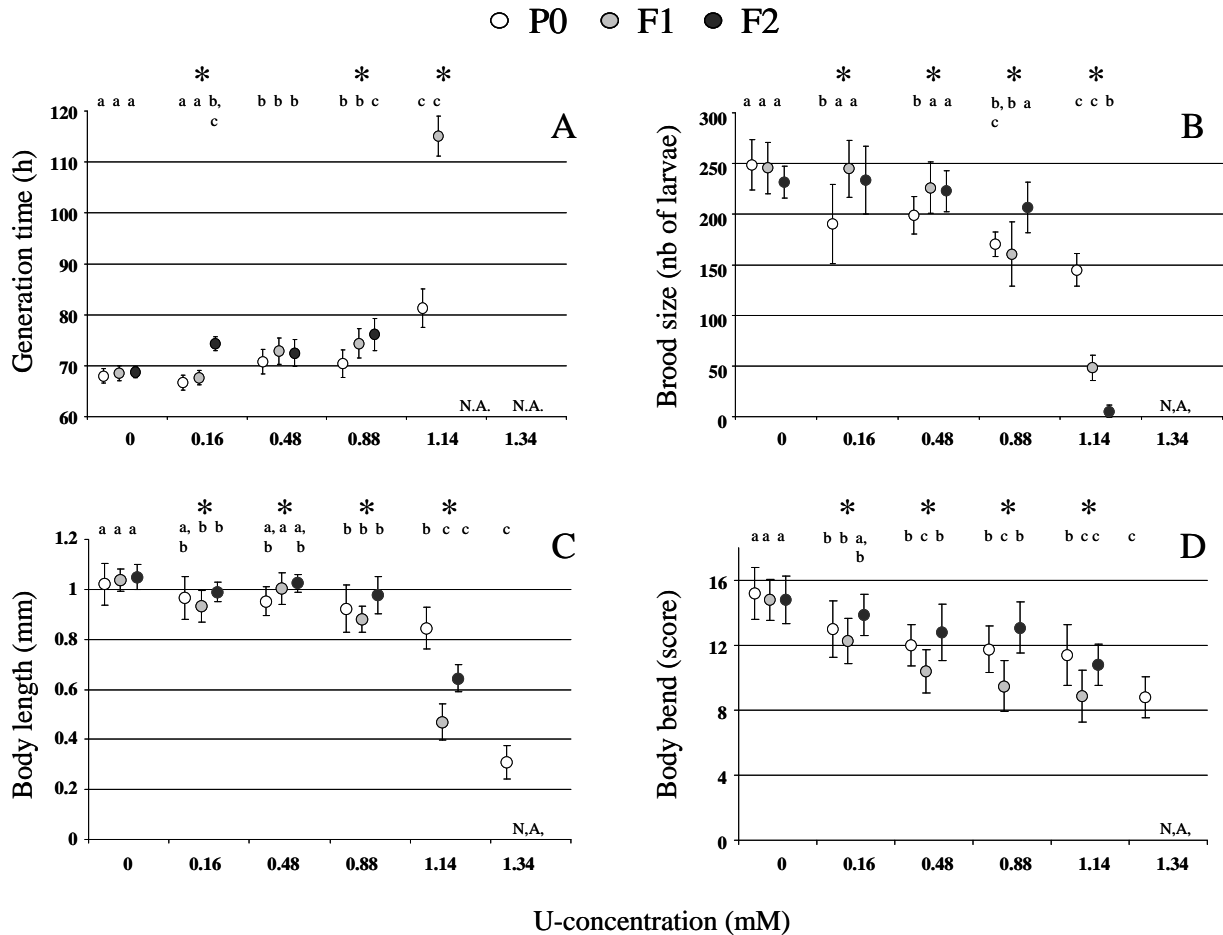 P0 F1 F2
* * *
a a a a a b, b b b b b c c c
c
A
Generation time (h)
120
110
100
90
80
70
60
N.A. N.A.
0 0.16 0.48 0.88 1.14 1.34
* * * *
a a a b a a b a a b, b a c c b
c
B
Brood size (nb of larvae)
300
250
200
150
100
50
0
N,A,
0 0.16 0.48 0.88 1.14 1.34
* * * *
a a a a, b b a, a a, b b b b c c c
b b b
C
Body length (mm)
1.2
1
0.8
0.6
0.4
0.2
0
N,A,
0 0.16 0.48 0.88 1.14 1.34
* * * *
a a a b b a, b c b b c b b c c c
b
D
Body bend (score)
16
12
8
4
0
N,A,
0 0.16 0.48 0.88 1.14 1.34
U-concentration (mM)